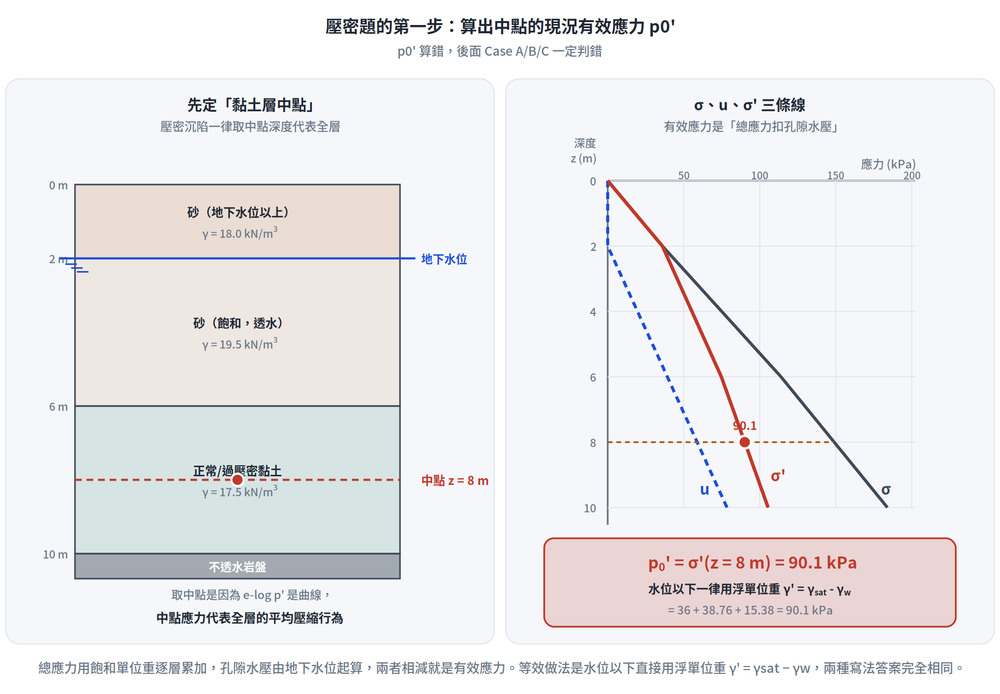 壓密題的第一步：算出中點的現況有效應力 p0'
p0' 算錯，後面 Case A/B/C 一定判錯
先定「黏土層中點」
壓密沉陷一律取中點深度代表全層
0 m
砂（地下水位以上）
γ = 18.0 kN/m³
2 m
地下水位
砂（飽和，透水）
γ = 19.5 kN/m³
6 m
正常/過壓密黏土
中點 z = 8 m
γ = 17.5 kN/m³
10 m
不透水岩盤
取中點是因為 e-log p' 是曲線，
中點應力代表全層的平均壓縮行為
σ、u、σ' 三條線
有效應力是「總應力扣孔隙水壓」
深度
z (m)
應力 (kPa)
50 100 150 200
0
2
4
6
90.1
8
σ'
u
σ
10
p₀' = σ'(z = 8 m) = 90.1 kPa
水位以下一律用浮單位重 γ' = γsat - γw
= 36 + 38.76 + 15.38 = 90.1 kPa
總應力用飽和單位重逐層累加，孔隙水壓由地下水位起算，兩者相減就是有效應力。等效做法是水位以下直接用浮單位重 γ' = γsat − γw，兩種寫法答案完全相同。